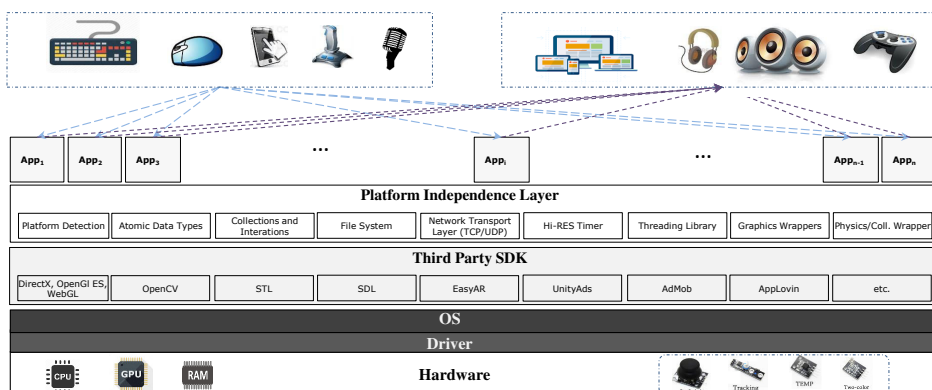 App1
App2
App3
...
Appi
...
Appn-1
Appn
Platform Independence Layer
Platform Detection
Atomic Data Types
Collections and
Interations
File System
Network Transport
Layer (TCP/UDP)
Hi-RES Timer
Threading Library
Graphics Wrappers
Physics/Coll. Wrapper
Third Party SDK
DirectX, OpenGl ES,
WebGL
OpenCV
STL
SDL
EasyAR
UnityAds
AdMob
AppLovin
etc.
OS
Driver
Hardware
CPU
GPU
RAM
Tracking
TEMP
Two-color